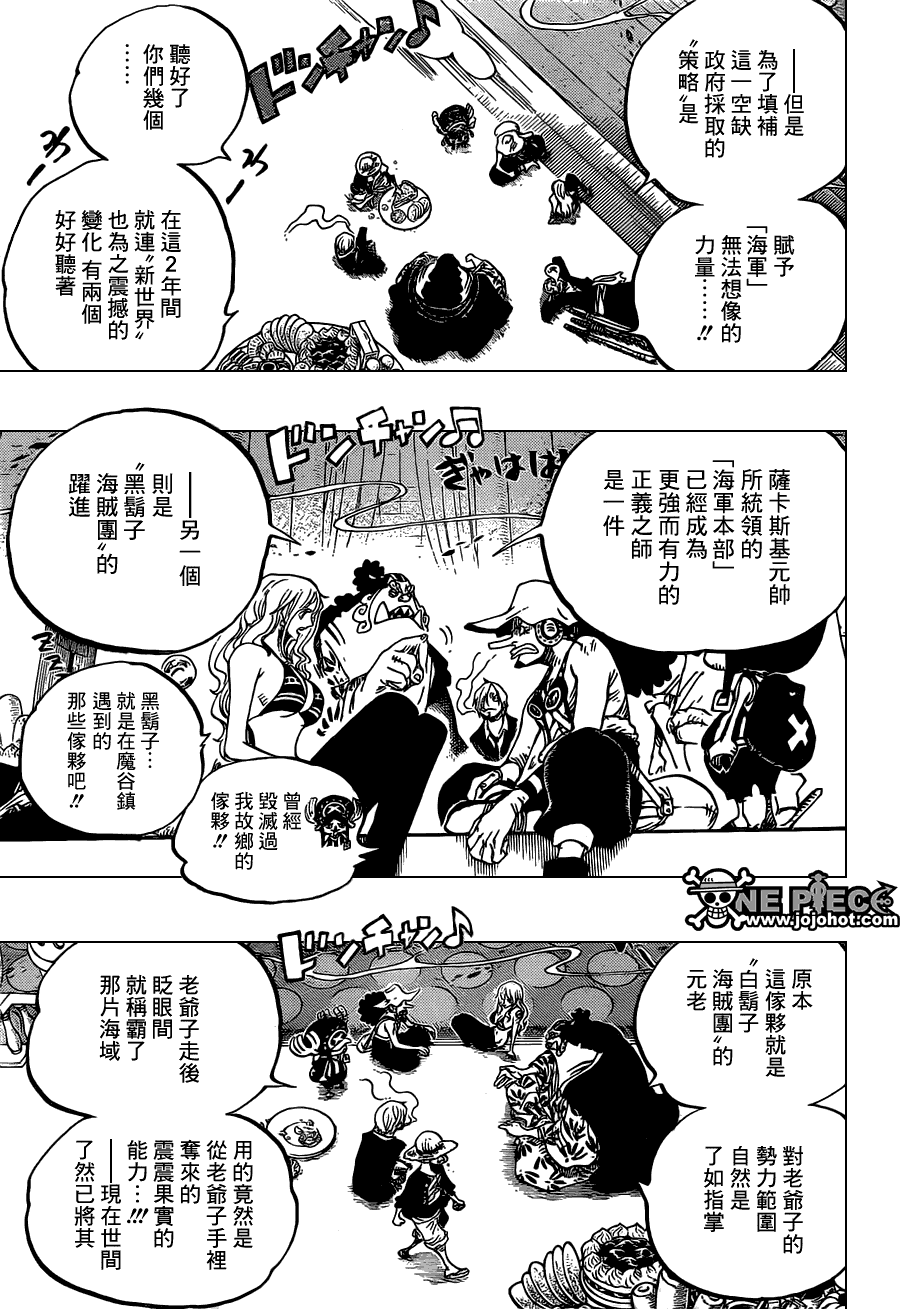 ——但是
為了填補
這一空缺
政府採取的
〝策略〞是
賦予
「海軍」
無法想像的
力量……!!
ドンチャン♪
聽好了
你們幾個
……
在這2年間
就連〝新世界〞
也為之震撼的
變化 有兩個
好好聽著
薩卡斯基元帥
所統領的
「海軍本部」
已經成為
更強而有力的
正義之師
是一件
ドンチャン♪♫
ぎゃはは
——另一個
則是
〝黑鬍子
海賊團〞的
躍進
黑鬍子…
就是在魔谷鎮
遇到的
那些傢夥吧!!
曾經
毀滅過
我故鄉的
傢夥!!
ONE PIECE
www.jojohot.com
原本
這傢夥就是
〝白鬍子
海賊團〞的
元老
對老爺子的
勢力範圍
自然是
了如指掌
ドンチャン♪
老爺子走後
眨眼間
就稱霸了
那片海域
用的竟然是
從老爺子手裡
奪來的
震震果實的
能力…!!!
——現在世間
了然已將其